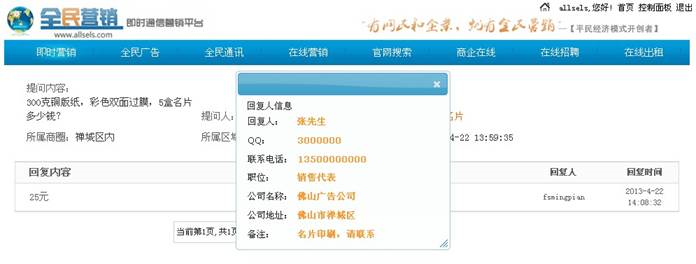 allsels,您好! 首页 控制面板 退出
全民营销 即时通信营销平台
www.allsels.com
有网民和企业、就有全民营销 —【平民经济模式开创者】
即时营销 全民广告 全民通讯 在线营销 官网搜索 商企在线 在线招聘 在线出租
提问内容:
300克铜版纸，彩色双面过膜，5盒名片
多少钱？
提问人:
名片
所属商圈: 禅城区内
所属区域
4-22 13:59:35
回复人信息
回复人: 张先生
QQ: 3000000
联系电话: 13500000000
职位: 销售代表
公司名称: 佛山广告公司
公司地址: 佛山市禅城区
备注: 名片印刷，请联系
回复内容 回复人 回复时间
25元 fsmingpian 2013-4-22
14:08:32
当前第1页,共1页